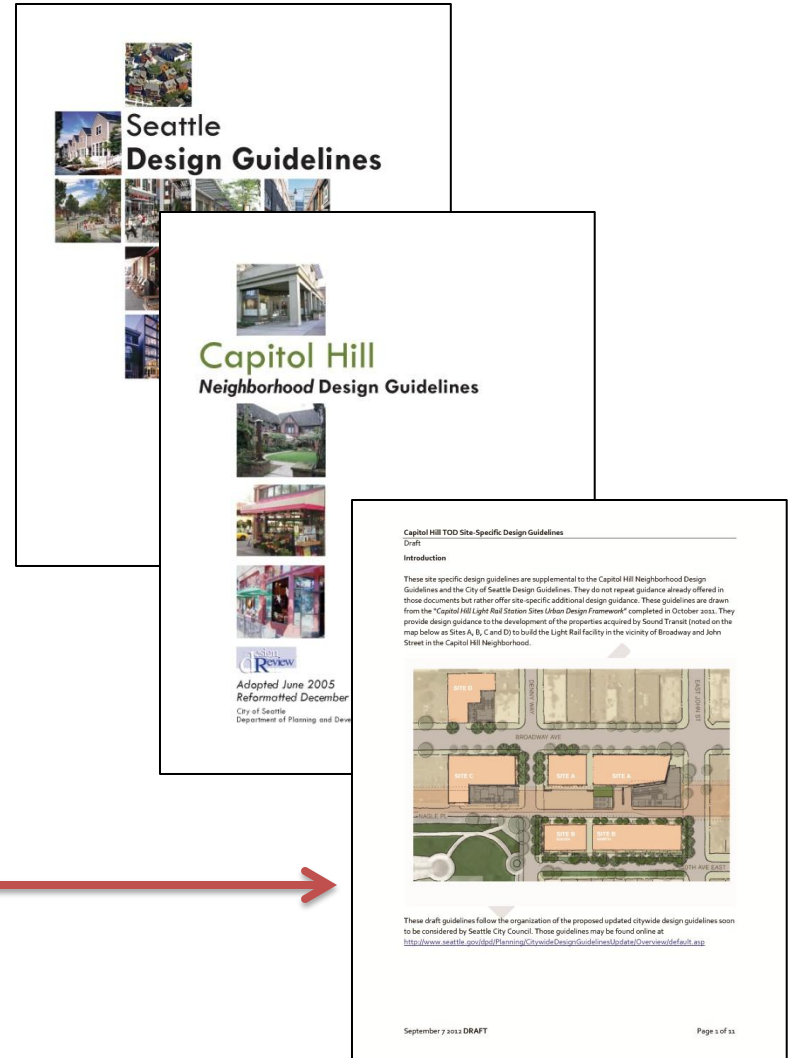 Seattle
Design Guidelines
Capitol Hill
Neighborhood Design Guidelines
design
Review
Adopted June 2005
Reformatted December
City of Seattle
Department of Planning and Deve
Capitol Hill TOD Site-Specific Design Guidelines
Draft
Introduction
These site specific design guidelines are supplemental to the Capitol Hill Neighborhood Design
Guidelines and the City of Seattle Design Guidelines. They do not repeat guidance already offered in
those documents but rather offer site-specific additional design guidance. These guidelines are drawn
from the "Capitol Hill Light Rail Station Sites Urban Design Framework" completed in October 2011. They
provide design guidance to the development of the properties acquired by Sound Transit (noted on the
map below as Sites A, B, C and D) to build the Light Rail facility in the vicinity of Broadway and John
Street in the Capitol Hill Neighborhood.
SITE D
DENNY WAY
EAST JOHN ST
BROADWAY AVE
SITE C
SITE A
SITE A
NAGLE PL
SITE B
SITE B
10TH AVE EAST
These draft guidelines follow the organization of the proposed updated citywide design guidelines soon
to be considered by Seattle City Council. Those guidelines may be found online at
http://www.seattle.gov/dpd/Planning/CitywideDesignGuidelinesUpdate/Overview/default.asp
September 7 2012 DRAFT
Page 1 of 11